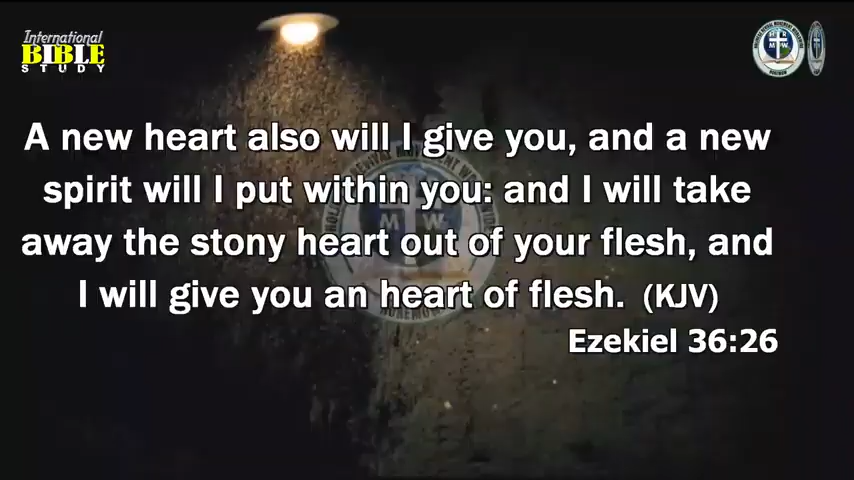 International
BIBLE
STUDY
A new heart also will I give you, and a new
spirit will I put within you: and I will take
away the stony heart out of your flesh, and
I will give you an heart of flesh. (KJV)
Ezekiel 36:26